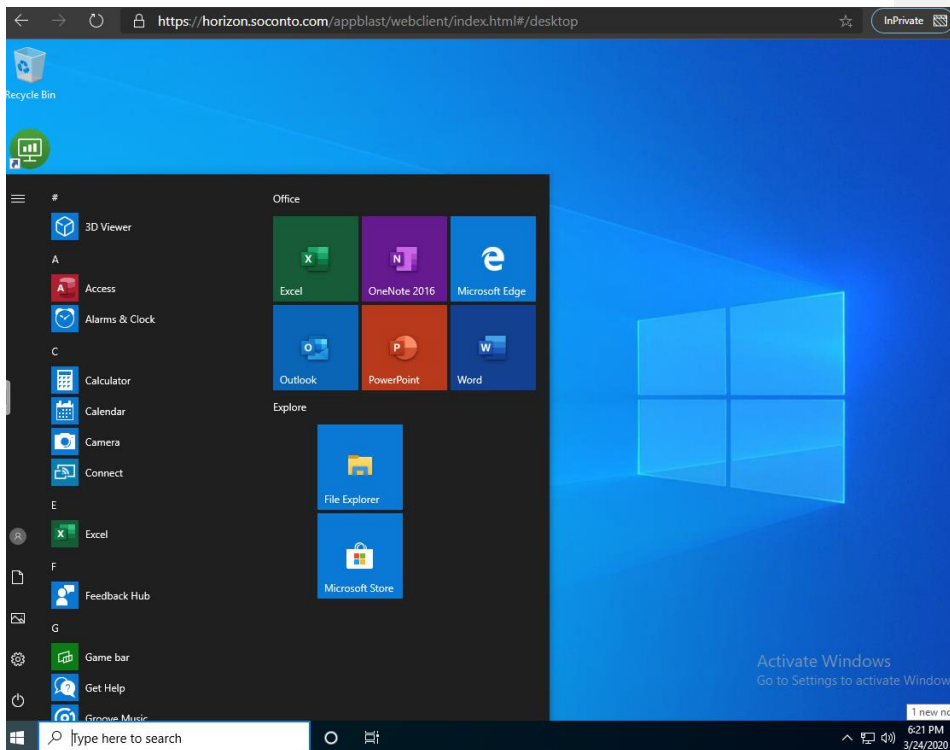 https://horizon.soconto.com/appblast/webclient/index.html#/desktop
InPrivate
Recycle Bin
#
3D Viewer
A
Access
Alarms & Clock
C
Calculator
Calendar
Camera
Connect
E
Excel
F
Feedback Hub
G
Game bar
Get Help
Groove Music
Office
Excel
OneNote 2016
Microsoft Edge
Outlook
PowerPoint
Word
Explore
File Explorer
Microsoft Store
Activate Windows
Go to Settings to activate Window
1 new no
Type here to search
6:21 PM
3/24/2020